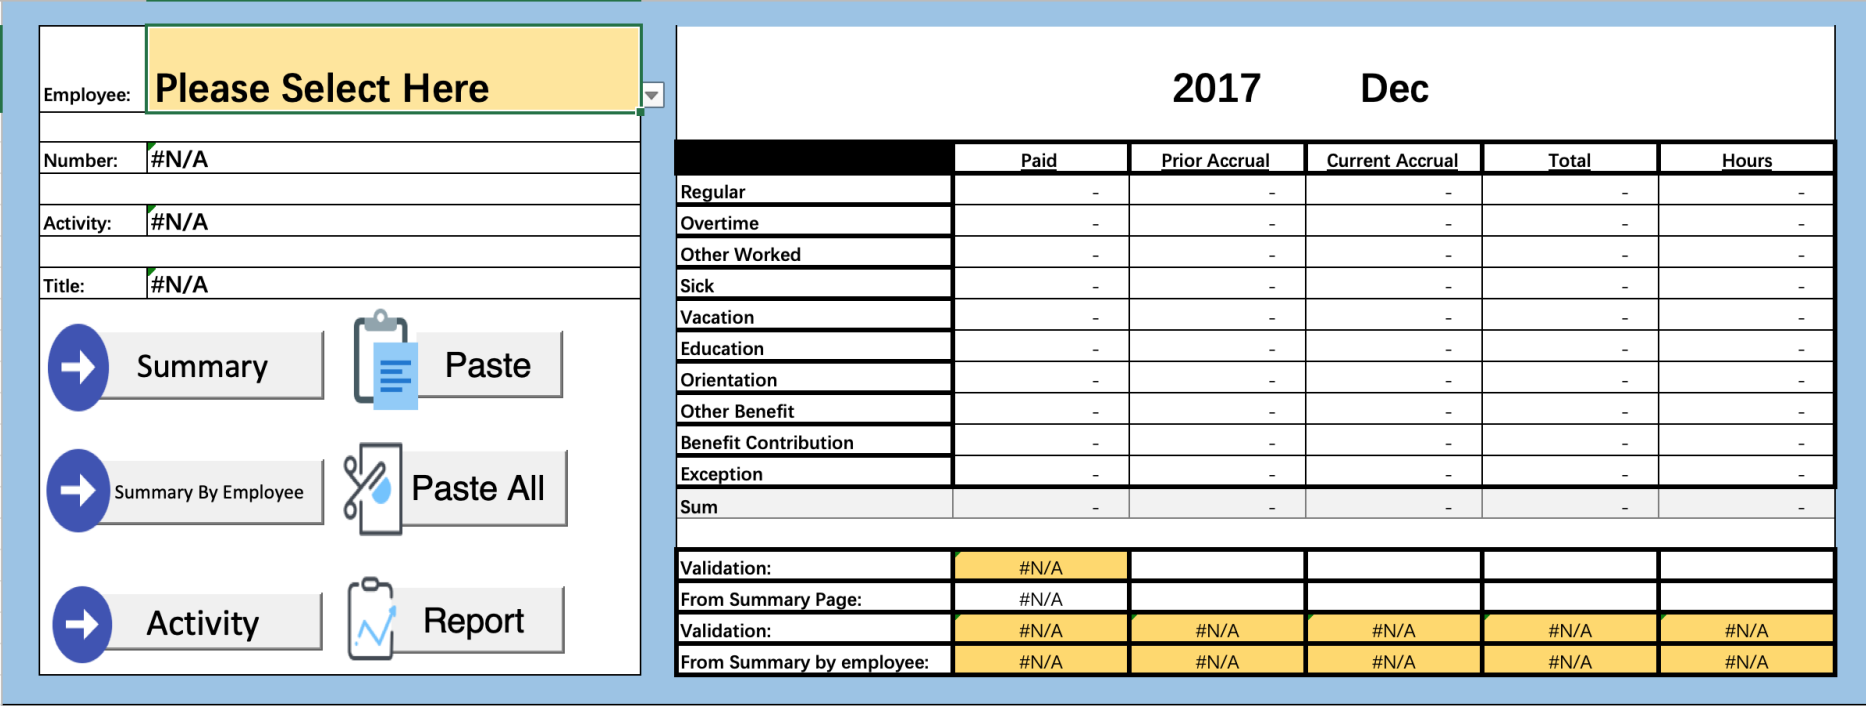 Employee: Please Select Here
Number: #N/A
Activity: #N/A
Title: #N/A
Summary Paste
Summary By Employee Paste All
Activity Report
2017 Dec
Paid Prior Accrual Current Accrual Total Hours
Regular - - - - -
Overtime - - - - -
Other Worked - - - - -
Sick - - - - -
Vacation - - - - -
Education - - - - -
Orientation - - - - -
Other Benefit - - - - -
Benefit Contribution - - - - -
Exception - - - - -
Sum - - - - -
Validation: #N/A
From Summary Page: #N/A
Validation: #N/A #N/A #N/A #N/A #N/A
From Summary by employee: #N/A #N/A #N/A #N/A #N/A